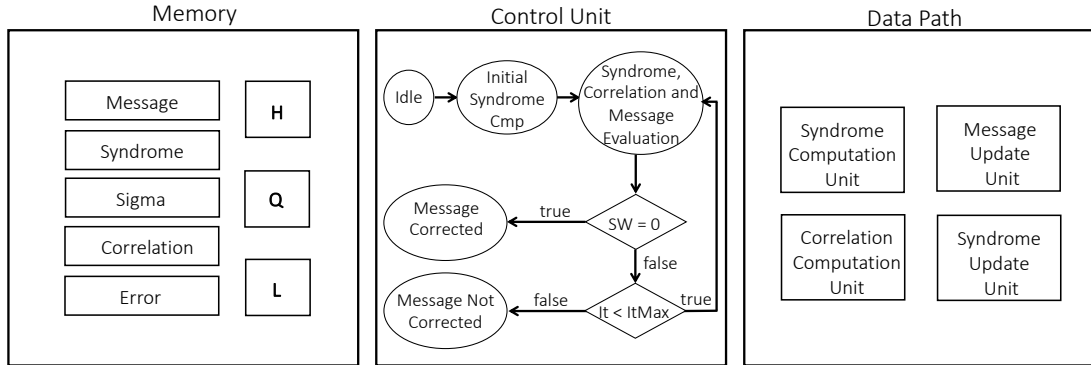 Memory
Message
Syndrome
Sigma
Correlation
Error
H
Q
L
Control Unit
Idle
Initial
Syndrome
Cmp
Syndrome,
Correlation and
Message
Evaluation
SW = 0
true
Message
Corrected
false
It < ItMax
true
false
Message Not
Corrected
Data Path
Syndrome
Computation
Unit
Message
Update
Unit
Correlation
Computation
Unit
Syndrome
Update
Unit